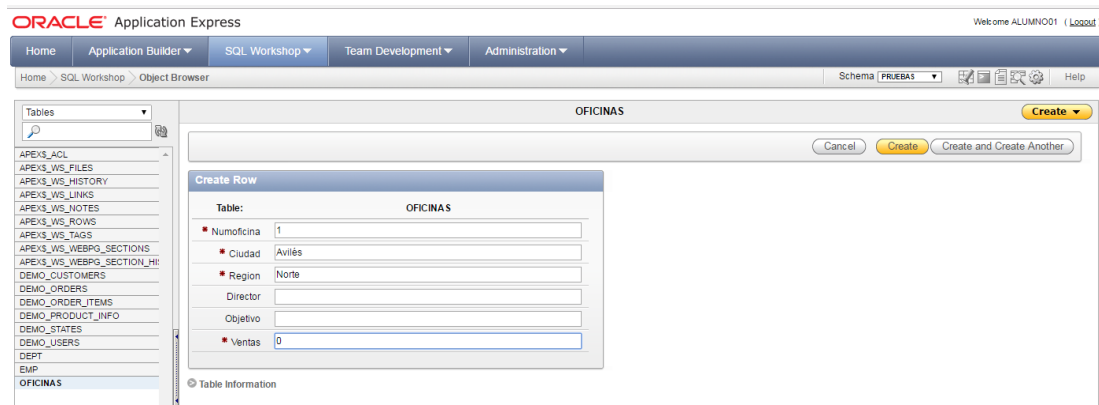 ORACLE Application Express
Welcome ALUMNO01 ( Logout
Home Application Builder SQL Workshop Team Development Administration
Home SQL Workshop Object Browser
Schema PRUEBAS Help
Tables
OFICINAS
Create
Cancel Create Create and Create Another
APEX$_ACL
APEX$_WS_FILES
APEX$_WS_HISTORY
APEX$_WS_LINKS
APEX$_WS_NOTES
APEX$_WS_ROWS
APEX$_WS_TAGS
APEX$_WS_WEBPG_SECTIONS
APEX$_WS_WEBPG_SECTION_HIS
DEMO_CUSTOMERS
DEMO_ORDERS
DEMO_ORDER_ITEMS
DEMO_PRODUCT_INFO
DEMO_STATES
DEMO_USERS
DEPT
EMP
OFICINAS
Create Row
Table: OFICINAS
* Numoficina 1
* Ciudad Avilés
* Region Norte
Director
Objetivo
* Ventas 0
Table Information